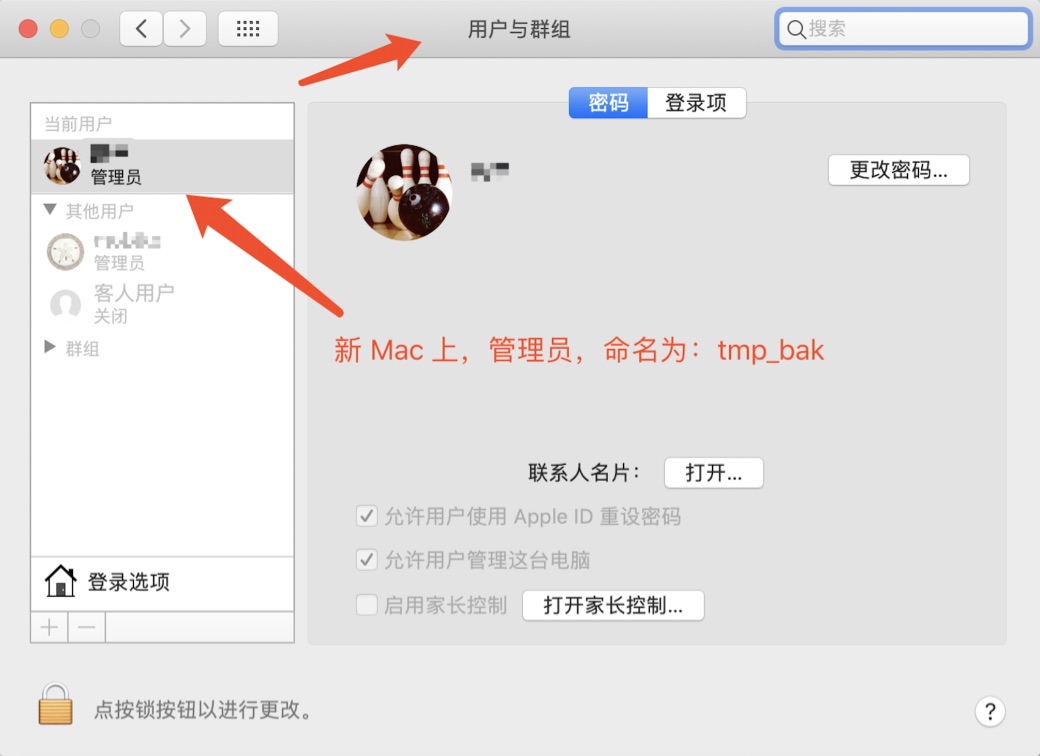 用户与群组
搜索
密码
登录项
当前用户
管理员
其他用户
管理员
客人用户
关闭
群组
登录选项
更改密码...
新 Mac 上，管理员，命名为：tmp_bak
联系人名片：
打开...
允许用户使用 Apple ID 重设密码
允许用户管理这台电脑
启用家长控制
打开家长控制...
点按锁按钮以进行更改。
?